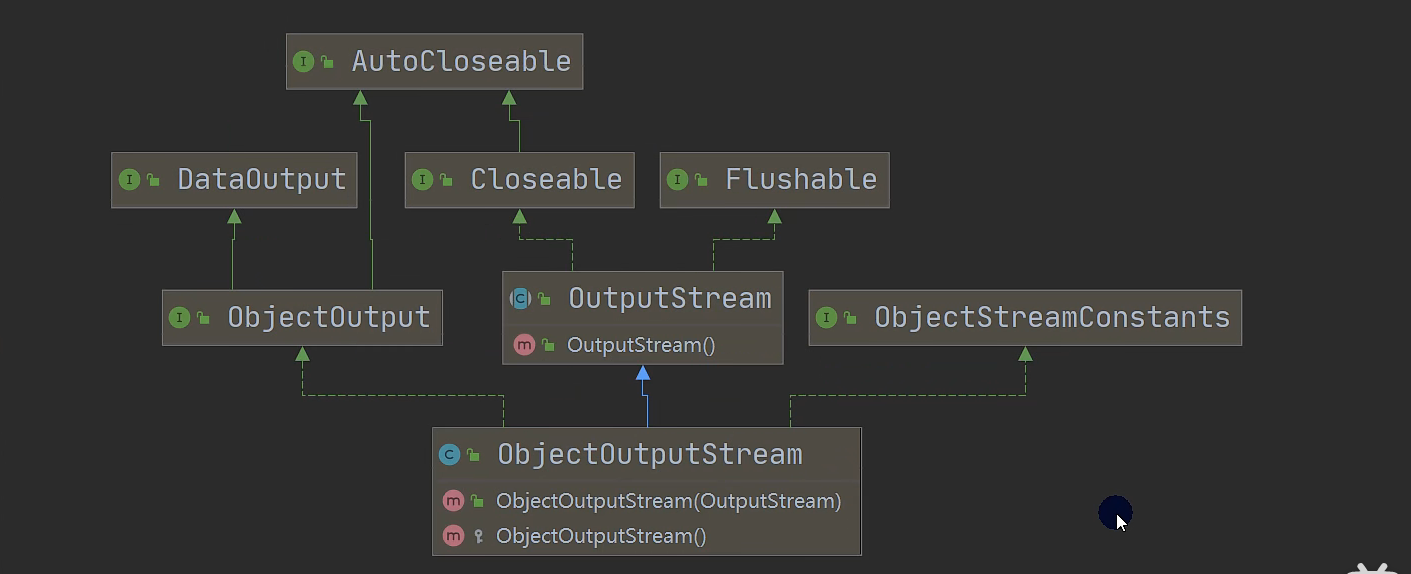 AutoCloseable
DataOutput
Closeable
Flushable
ObjectOutput
OutputStream
OutputStream()
ObjectStreamConstants
ObjectOutputStream
ObjectOutputStream(OutputStream)
ObjectOutputStream()